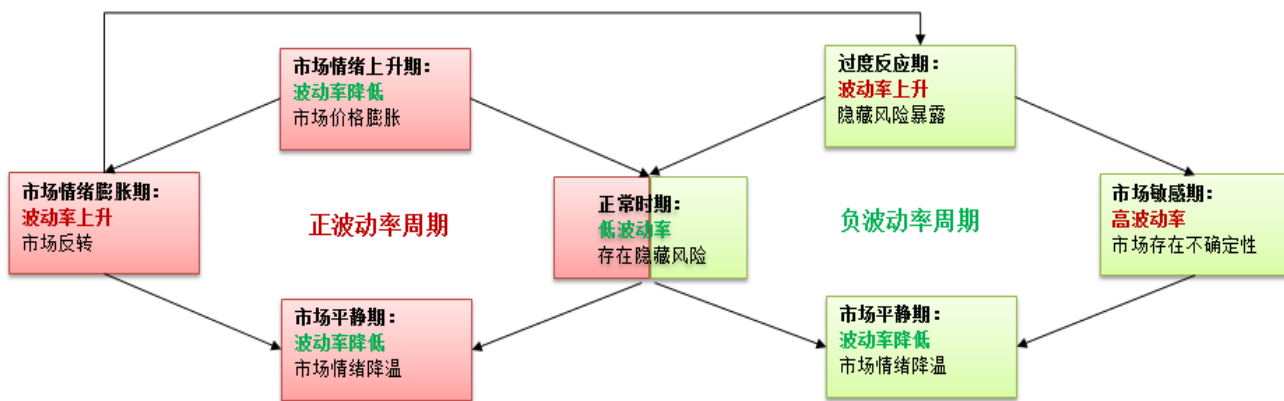 市场情绪上升期：
波动率降低
市场价格膨胀
过度反应期：
波动率上升
隐藏风险暴露
市场情绪膨胀期：
波动率上升
市场反转
正波动率周期
正常时期：
低波动率
存在隐藏风险
负波动率周期
市场敏感期：
高波动率
市场存在不确定性
市场平静期：
波动率降低
市场情绪降温
市场平静期：
波动率降低
市场情绪降温